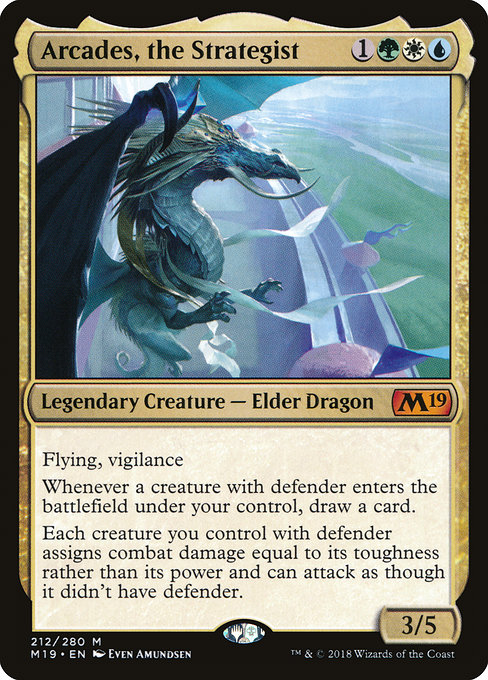 Arcades, the Strategist 1
Legendary Creature — Elder Dragon M19
Flying, vigilance
Whenever a creature with defender enters the
battlefield under your control, draw a card.
Each creature you control with defender
assigns combat damage equal to its toughness
rather than its power and can attack as though
it didn't have defender.
3/5
212/280 M
M19 • EN Even Amundsen
™ & © 2018 Wizards of the Coast